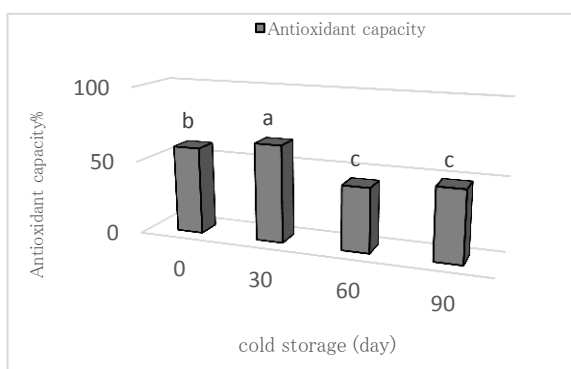 Antioxidant capacity
100
50
0
Antioxidant capacity%
b
a
c
c
0
30
60
90
cold storage (day)